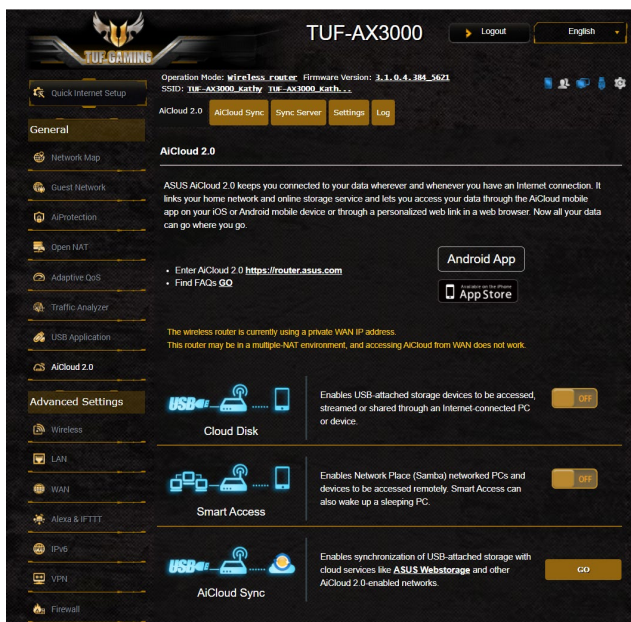 TUF GAMING
TUF-AX3000
Logout
English
Quick Internet Setup
Operation Mode: Wireless router Firmware Version: 3.1.0.4.384_5621
SSID: TUF-AX3000_Kathy TUF-AX3000_Kath...
AiCloud 2.0
AiCloud Sync
Sync Server
Settings
Log
General
Network Map
Guest Network
AiProtection
Open NAT
Adaptive QoS
Traffic Analyzer
USB Application
AiCloud 2.0
Advanced Settings
Wireless
LAN
WAN
Alexa & IFTTT
IPv6
VPN
Firewall
AiCloud 2.0
ASUS AiCloud 2.0 keeps you connected to your data wherever and whenever you have an Internet connection. It
links your home network and online storage service and lets you access your data through the AiCloud mobile
app on your iOS or Android mobile device or through a personalized web link in a web browser. Now all your data
can go where you go.
• Enter AiCloud 2.0 https://router.asus.com
• Find FAQs GO
Android App
Available on the iPhone
App Store
The wireless router is currently using a private WAN IP address.
This router may be in a multiple-NAT environment, and accessing AiCloud from WAN does not work.
USB
Cloud Disk
Enables USB-attached storage devices to be accessed,
streamed or shared through an Internet-connected PC
or device.
OFF
Smart Access
Enables Network Place (Samba) networked PCs and
devices to be accessed remotely. Smart Access can
also wake up a sleeping PC.
OFF
USB
AiCloud Sync
Enables synchronization of USB-attached storage with
cloud services like ASUS Webstorage and other
AiCloud 2.0-enabled networks.
GO